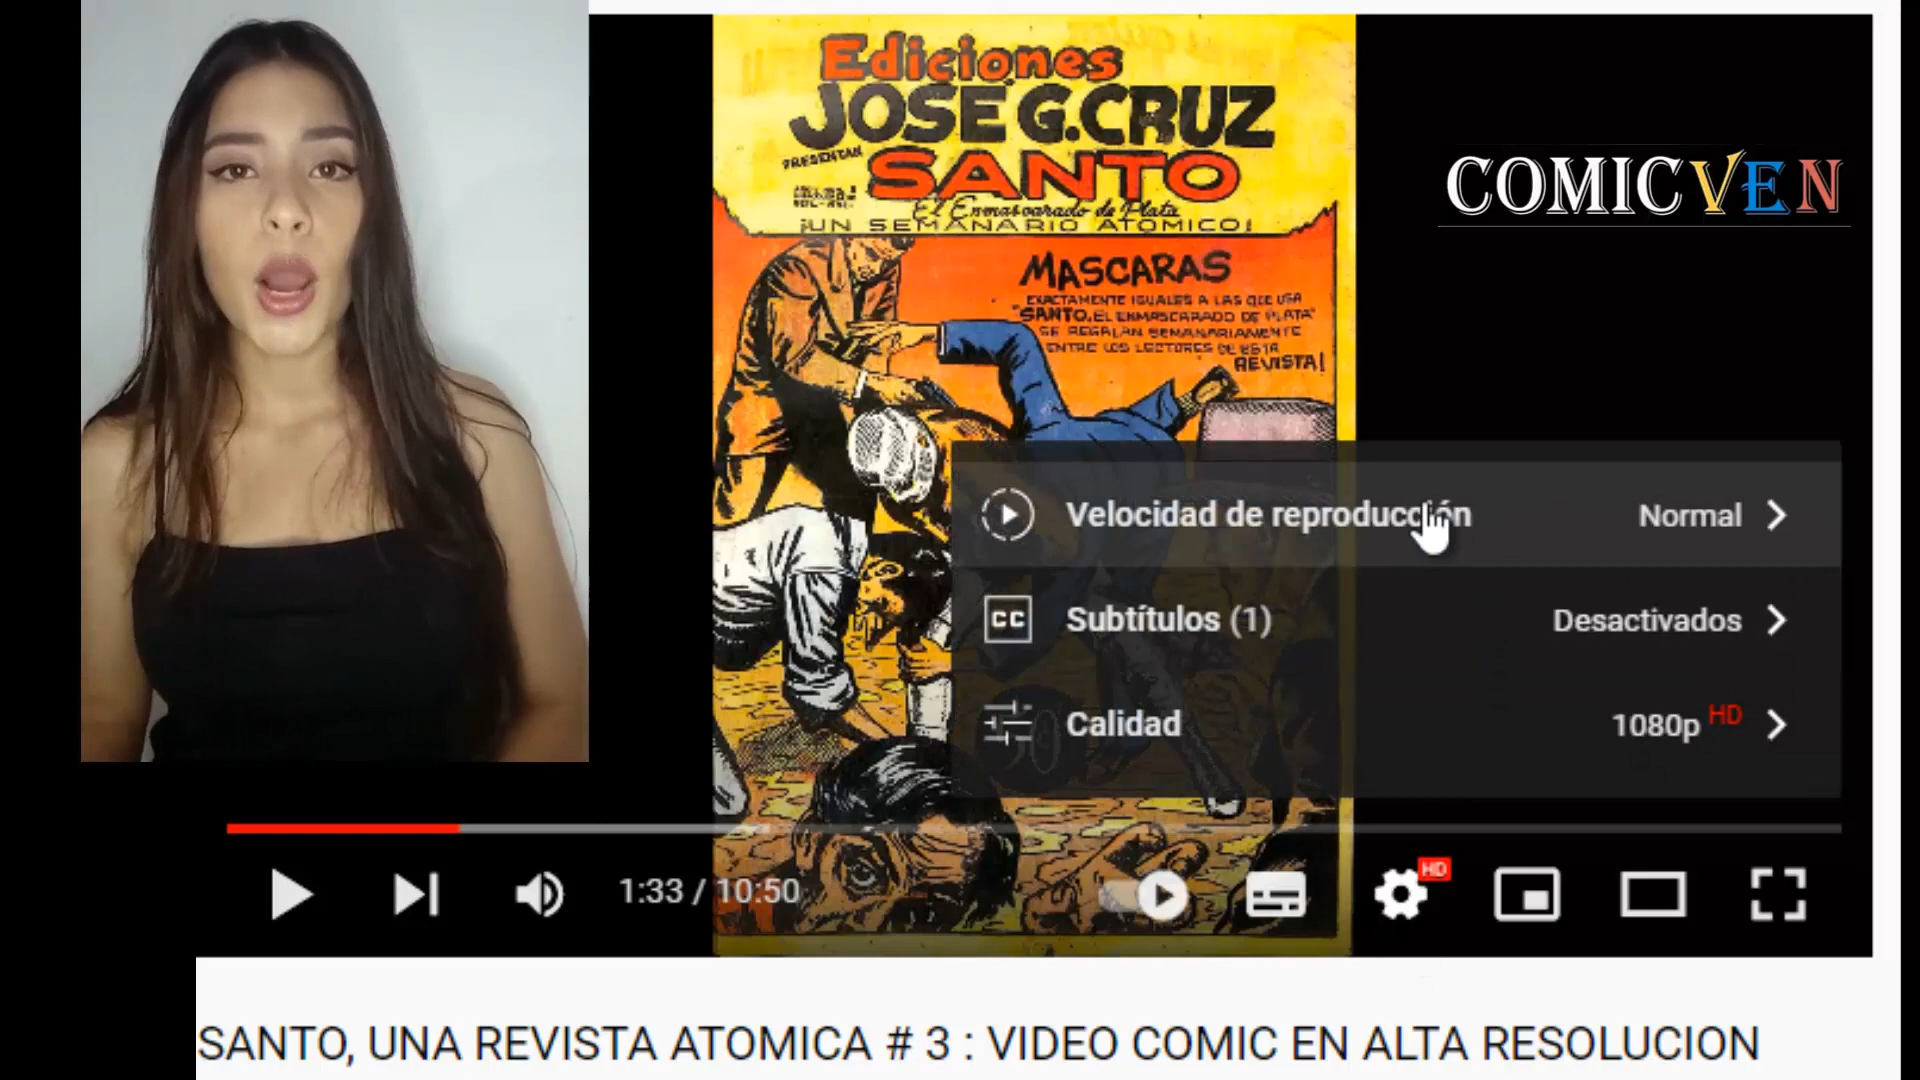 Ediciones
JOSE G. CRUZ
PRESENTAN
SANTO
El Enmascarado de Plata
¡UN SEMANARIO ATOMICO!
COMICVEN
MASCARAS
EXACTAMENTE IGUALES A LAS QUE USA
"SANTO, EL ENMASCARADO DE PLATA"
SE REGALAN SEMANARIAMENTE
ENTRE LOS LECTORES DE ESTA
REVISTA!
Velocidad de reproducción Normal
CC Subtítulos (1) Desactivados
Calidad 1080p HD
1:33 / 10:50
HD
SANTO, UNA REVISTA ATOMICA # 3 : VIDEO COMIC EN ALTA RESOLUCION